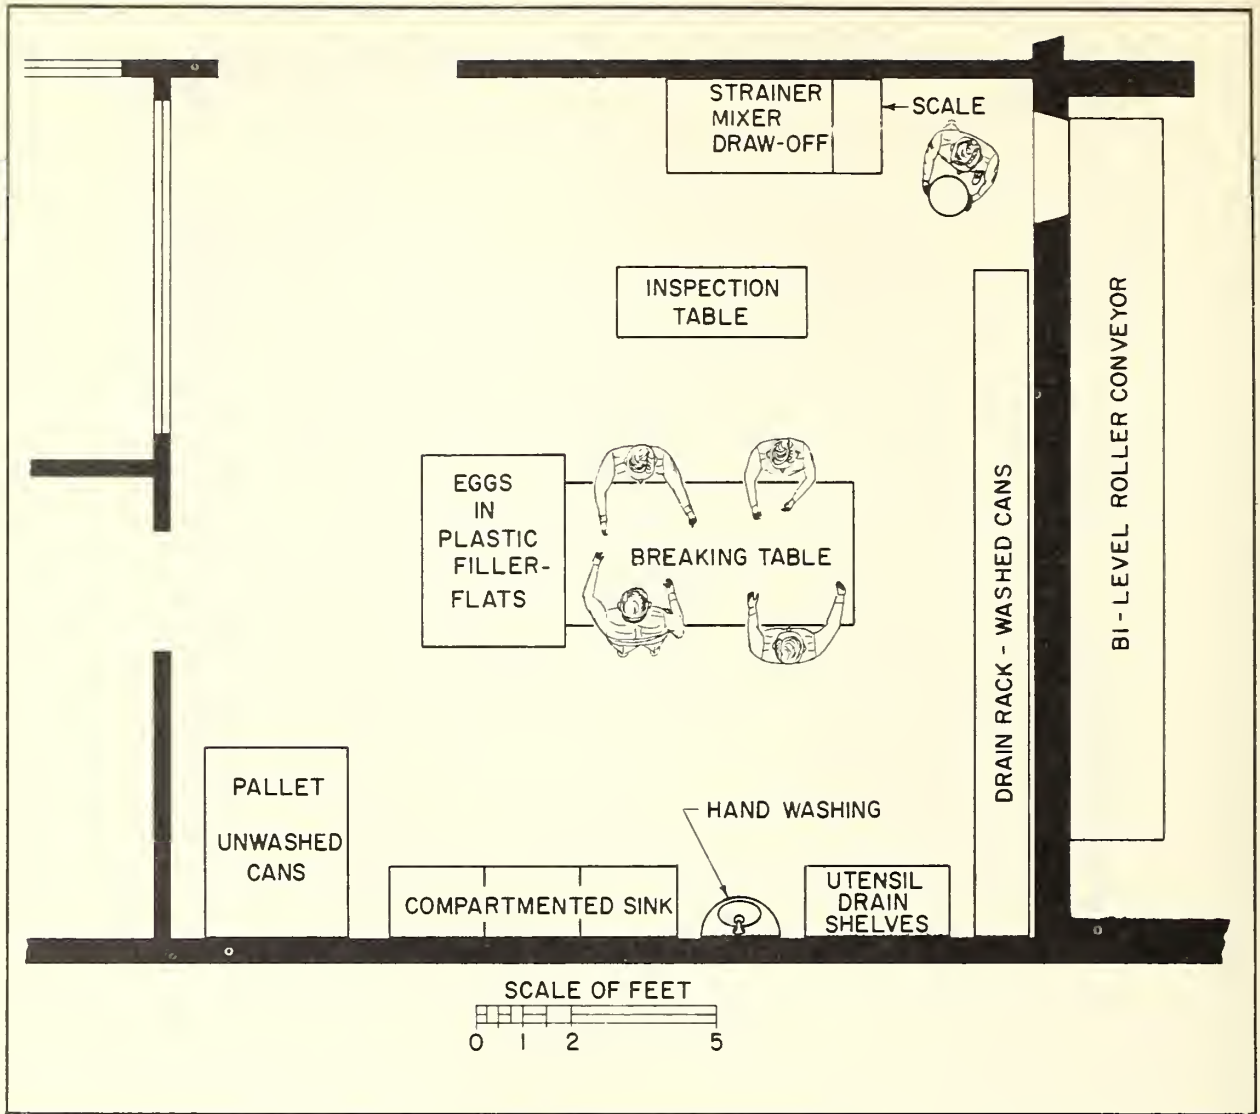 STRAINER
MIXER
DRAW-OFF
SCALE
INSPECTION
TABLE
EGGS
IN
PLASTIC
FILLER-
FLATS
BREAKING TABLE
DRAIN RACK - WASHED CANS
BI-LEVEL ROLLER CONVEYOR
PALLET
UNWASHED
CANS
HAND WASHING
COMPARTMENTED SINK
UTENSIL
DRAIN
SHELVES
SCALE OF FEET
0 1 2 5